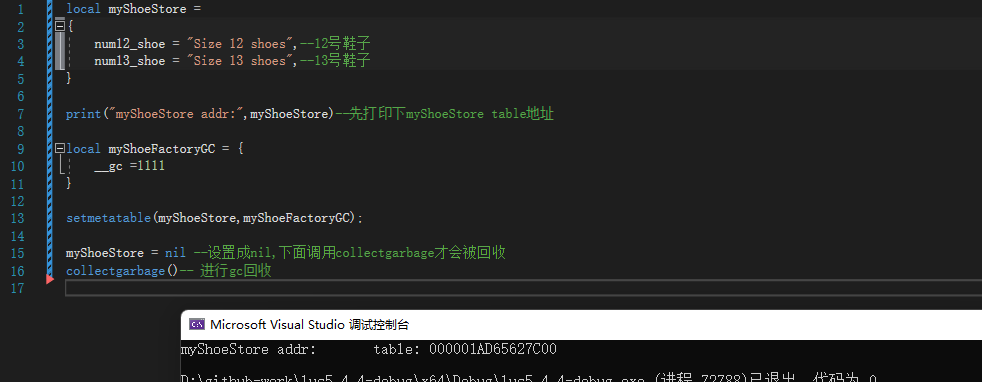 1 local myShoeStore =
2 {
3 num12_shoe = "Size 12 shoes",--12号鞋子
4 num13_shoe = "Size 13 shoes",--13号鞋子
5 }
6
7 print("myShoeStore addr:",myShoeStore)--先打印下myShoeStore table地址
8
9 local myShoeFactoryGC = {
10 __gc =1111
11 }
12
13 setmetatable(myShoeStore,myShoeFactoryGC);
14
15 myShoeStore = nil --设置成nil,下面调用collectgarbage才会被回收
16 collectgarbage()-- 进行gc回收
17
Microsoft Visual Studio 调试控制台
myShoeStore addr: table: 000001AD65627C00
D:\github-work\lua5.4.4-debug\x64\Debug\lua5.4.4-debug.exe (进程 72788)已退出，代码为 0